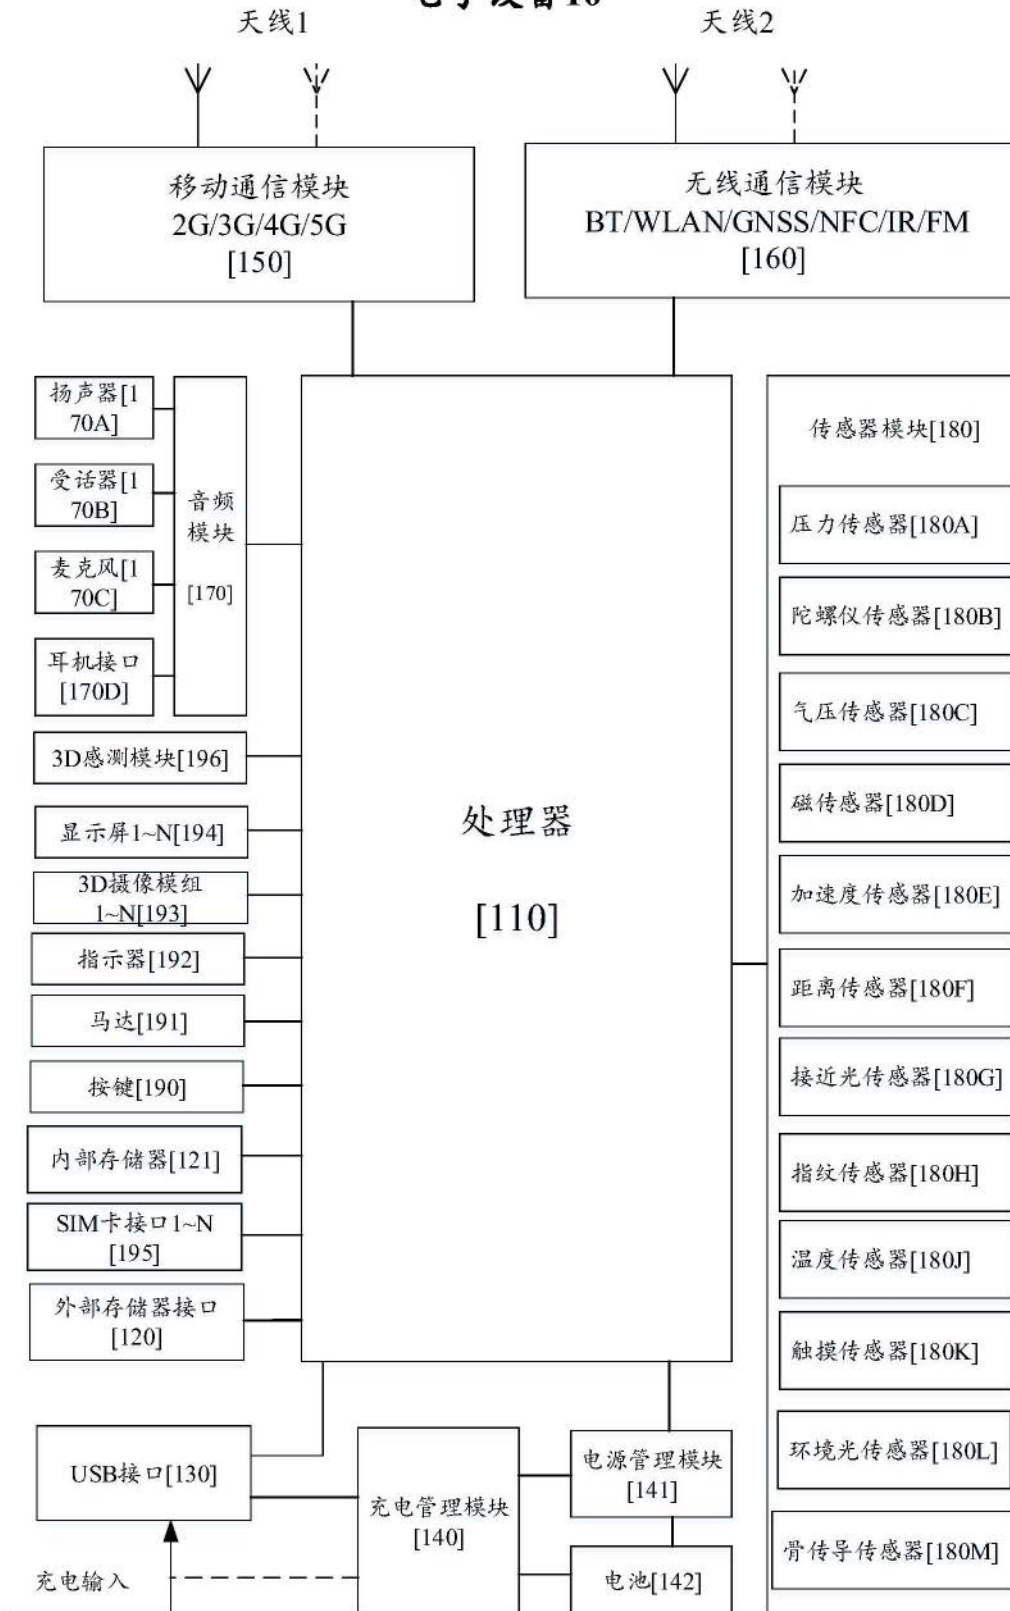 天线1
天线2
移动通信模块
2G/3G/4G/5G
[150]
无线通信模块
BT/WLAN/GNSS/NFC/IR/FM
[160]
扬声器[1
70A]
受话器[1
70B]
麦克风[1
70C]
耳机接口
[170D]
音频
模块
[170]
3D感测模块[196]
显示屏1~N[194]
3D摄像模组
1~N[193]
指示器[192]
马达[191]
按键[190]
内部存储器[121]
SIM卡接口1~N
[195]
外部存储器接口
[120]
处理器
[110]
传感器模块[180]
压力传感器[180A]
陀螺仪传感器[180B]
气压传感器[180C]
磁传感器[180D]
加速度传感器[180E]
距离传感器[180F]
接近光传感器[180G]
指纹传感器[180H]
温度传感器[180J]
触摸传感器[180K]
环境光传感器[180L]
骨传导传感器[180M]
USB接口[130]
充电输入
充电管理模块
[140]
电源管理模块
[141]
电池[142]